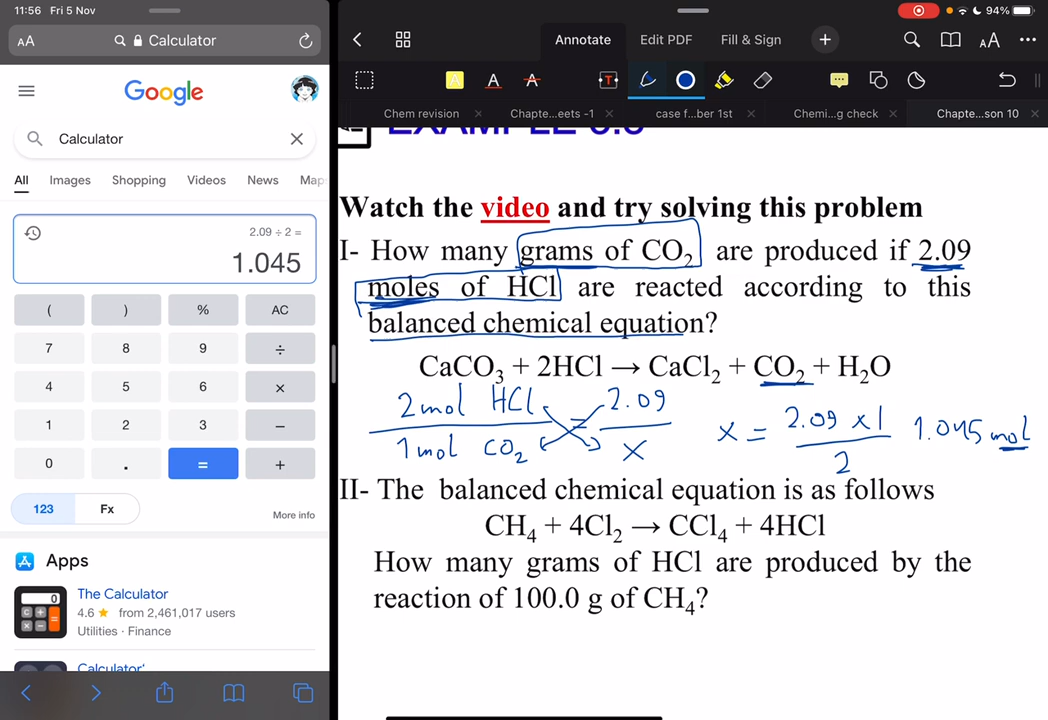 11:56 Fri 5 Nov
94%
AA Calculator
Google
Calculator
All Images Shopping Videos News Map
2.09 ÷ 2 =
1.045
( ) % AC
7 8 9 ÷
4 5 6 ×
1 2 3 −
0 . = +
123 Fx
More info
Apps
The Calculator
4.6 ★ from 2,461,017 users
Utilities · Finance
Calculator'
Annotate Edit PDF Fill & Sign
AA
A A T
Chem revision Chapte...eets -1 case f...ber 1st Chemi...g check Chapte...son 10
Watch the video and try solving this problem
I- How many grams of CO₂ are produced if 2.09
moles of HCl are reacted according to this
balanced chemical equation?
CaCO₃ + 2HCl → CaCl₂ + CO₂ + H₂O
2 mol HCl = 2.09
1 mol CO₂ x
x = 2.09 x 1 1.045 mol
2
II- The balanced chemical equation is as follows
CH₄ + 4Cl₂ → CCl₄ + 4HCl
How many grams of HCl are produced by the
reaction of 100.0 g of CH₄?